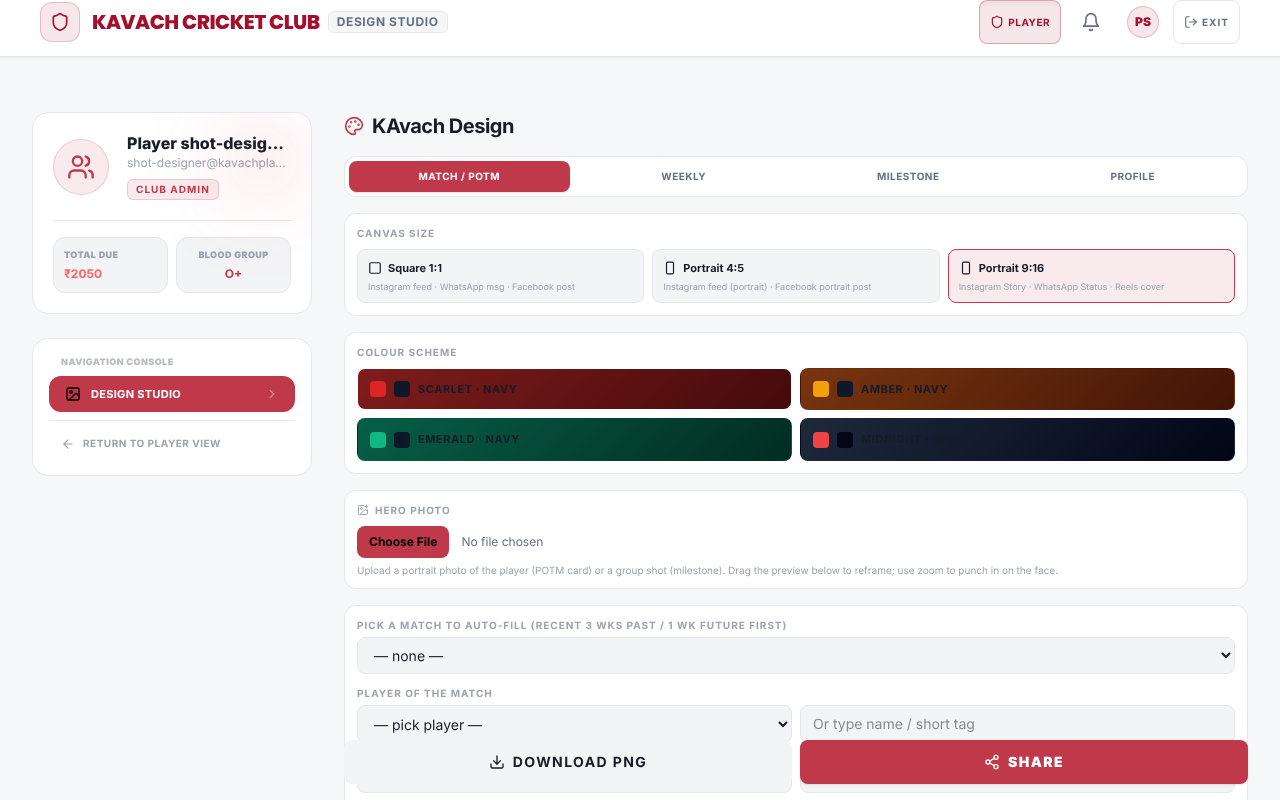 KAVACH CRICKET CLUB DESIGN STUDIO
PLAYER
PS
EXIT
Player shot-desig...
shot-designer@kavachpla...
CLUB ADMIN
TOTAL DUE
₹2050
BLOOD GROUP
O+
NAVIGATION CONSOLE
DESIGN STUDIO
RETURN TO PLAYER VIEW
KAvach Design
MATCH / POTM
WEEKLY
MILESTONE
PROFILE
CANVAS SIZE
Square 1:1
Instagram feed · WhatsApp msg · Facebook post
Portrait 4:5
Instagram feed (portrait) · Facebook portrait post
Portrait 9:16
Instagram Story · WhatsApp Status · Reels cover
COLOUR SCHEME
SCARLET · NAVY
AMBER · NAVY
EMERALD · NAVY
HERO PHOTO
Choose File No file chosen
Upload a portrait photo of the player (POTM card) or a group shot (milestone). Drag the preview below to reframe; use zoom to punch in on the face.
PICK A MATCH TO AUTO-FILL (RECENT 3 WKS PAST / 1 WK FUTURE FIRST)
— none —
PLAYER OF THE MATCH
— pick player —
Or type name / short tag
DOWNLOAD PNG
SHARE